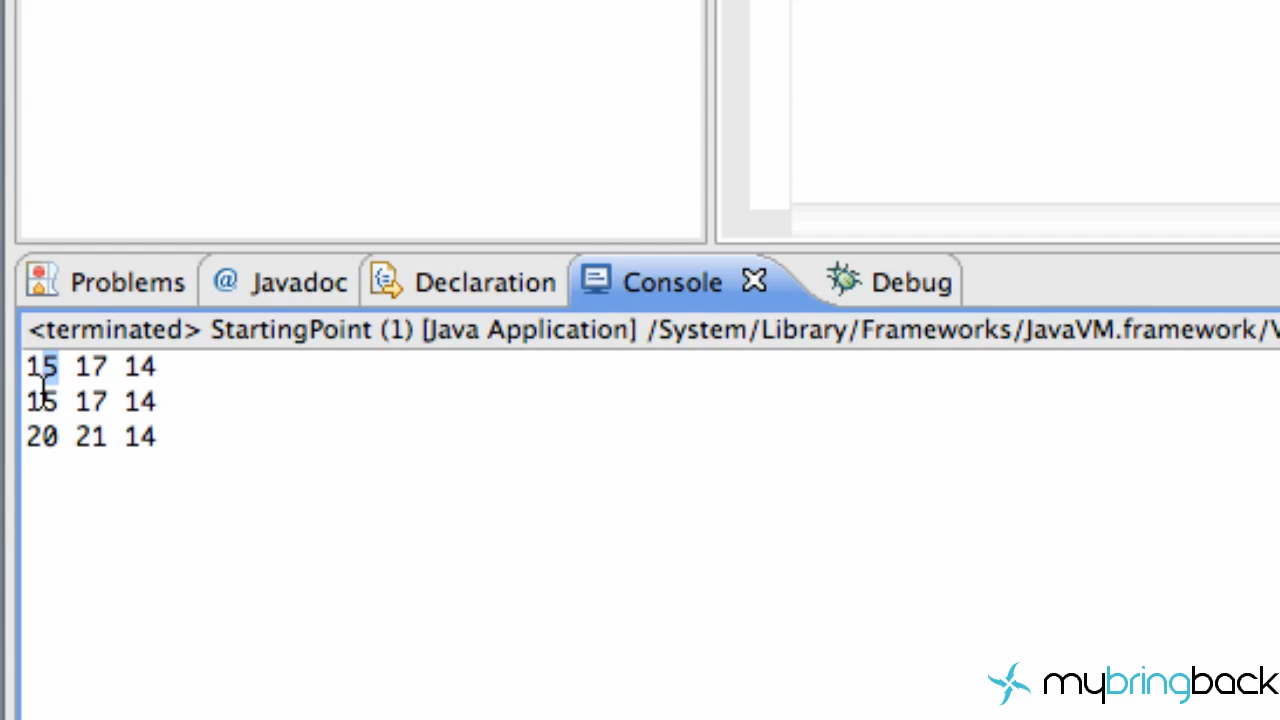 Problems @ Javadoc Declaration Console Debug
<terminated> StartingPoint (1) [Java Application] /System/Library/Frameworks/JavaVM.framework/
15 17 14
15 17 14
20 21 14
mybringback